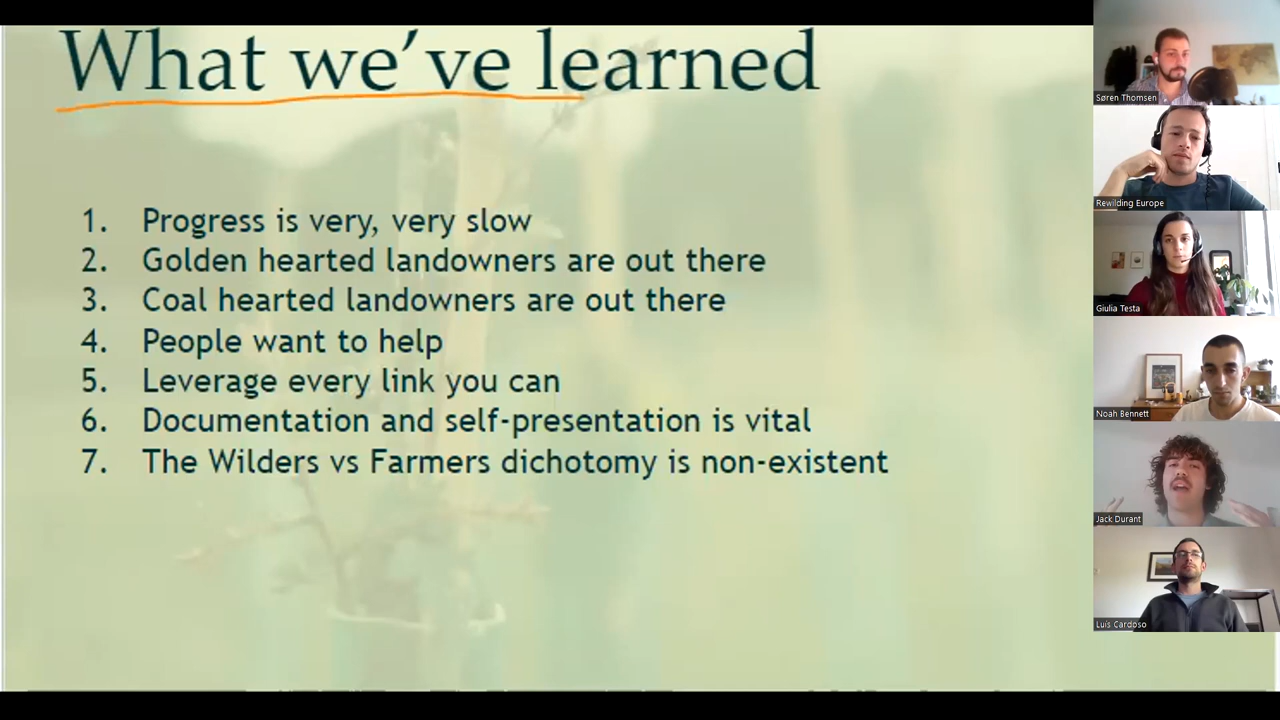 What we've learned
1. Progress is very, very slow
2. Golden hearted landowners are out there
3. Coal hearted landowners are out there
4. People want to help
5. Leverage every link you can
6. Documentation and self-presentation is vital
7. The Wilders vs Farmers dichotomy is non-existent
Søren Thomsen
Rewilding Europe
Giulia Testa
Noah Bennett
Jack Durant
Luís Cardoso